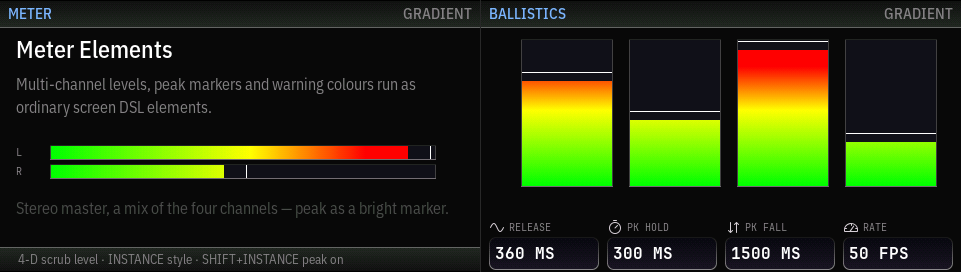 METER
GRADIENT
Meter Elements
Multi-channel levels, peak markers and warning colours run as
ordinary screen DSL elements.
L
R
Stereo master, a mix of the four channels — peak as a bright marker.
4-D scrub level · INSTANCE style · SHIFT+INSTANCE peak on
BALLISTICS
GRADIENT
RELEASE
PK HOLD
PK FALL
RATE
360 MS
300 MS
1500 MS
50 FPS